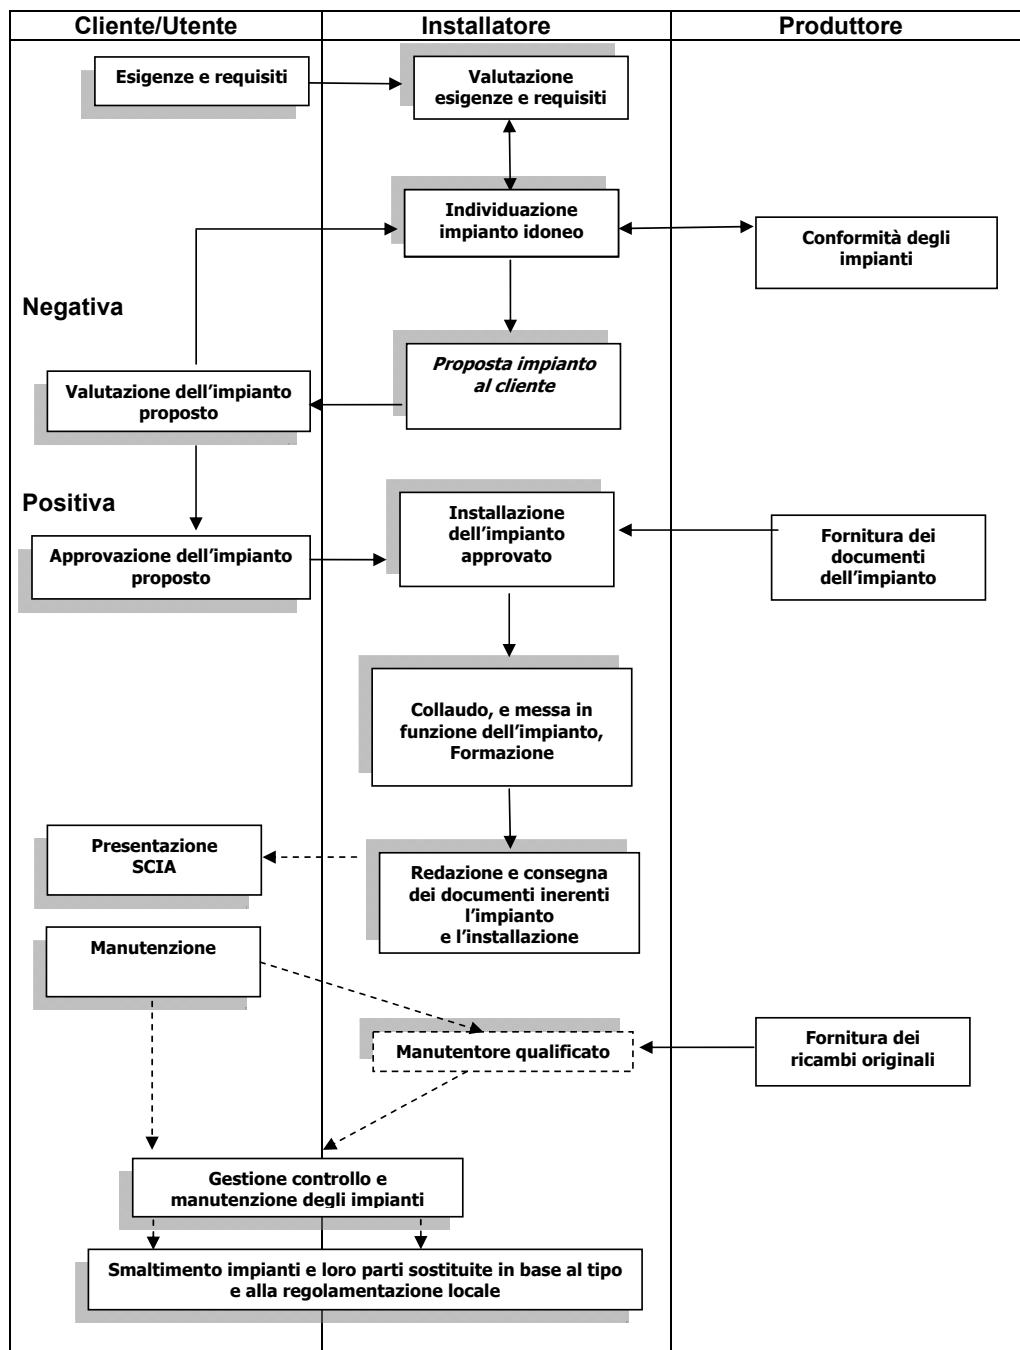 Cliente/Utente
Installatore
Produttore
Esigenze e requisiti
Valutazione
esigenze e requisiti
Individuazione
impianto idoneo
Conformità degli
impianti
Negativa
Proposta impianto
al cliente
Valutazione dell’impianto
proposto
Positiva
Installazione
dell’impianto
approvato
Fornitura dei
documenti
dell’impianto
Approvazione dell’impianto
proposto
Collaudo, e messa in
funzione dell’impianto,
Formazione
Presentazione
SCIA
Redazione e consegna
dei documenti inerenti
l’impianto
e l’installazione
Manutenzione
Manutentore qualificato
Fornitura dei
ricambi originali
Gestione controllo e
manutenzione degli impianti
Smaltimento impianti e loro parti sostituite in base al tipo
e alla regolamentazione locale